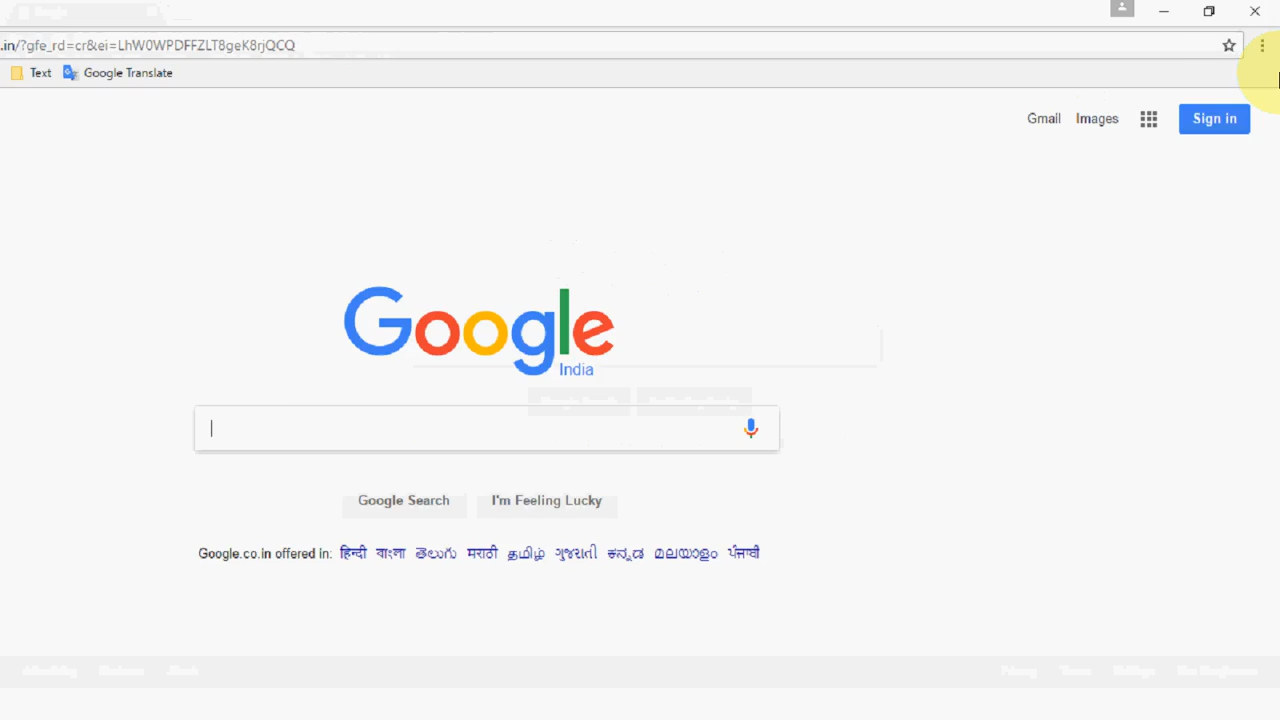 .in/?gfe_rd=cr&ei=LhW0WPDFFZLT8geK8rjQCQ
Text Google Translate
Gmail Images Sign in
Google
India
Google Search I'm Feeling Lucky
Google.co.in offered in: हिन्दी বাংলা తెలుగు मराठी தமிழ் ગુજરાતી ಕನ್ನಡ മലയാളം ਪੰਜਾਬੀ